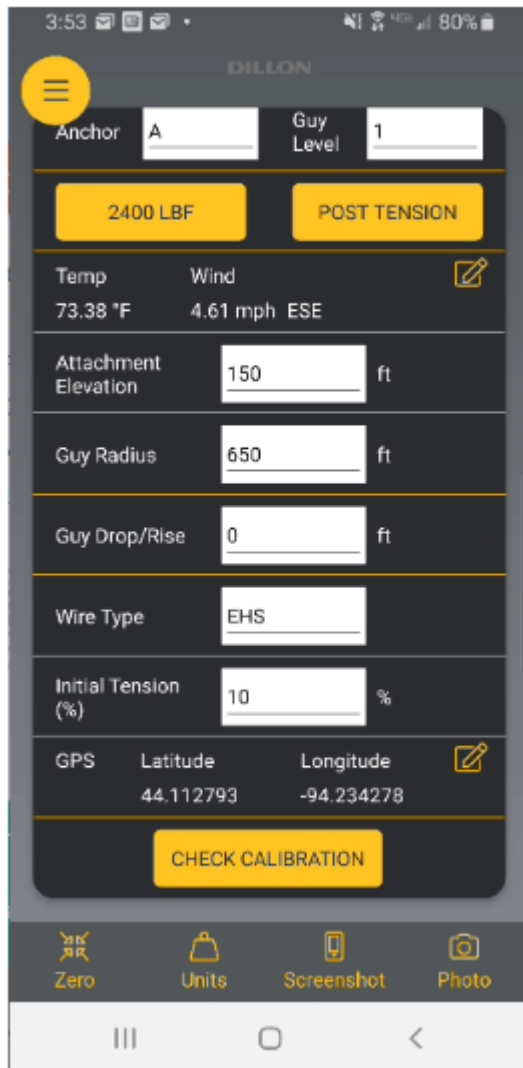 3:53 80%
DILLON
Anchor A Guy Level 1
2400 LBF POST TENSION
Temp Wind
73.38 °F 4.61 mph ESE
Attachment Elevation 150 ft
Guy Radius 650 ft
Guy Drop/Rise 0 ft
Wire Type EHS
Initial Tension (%) 10 %
GPS Latitude Longitude
44.112793 -94.234278
CHECK CALIBRATION
Zero Units Screenshot Photo